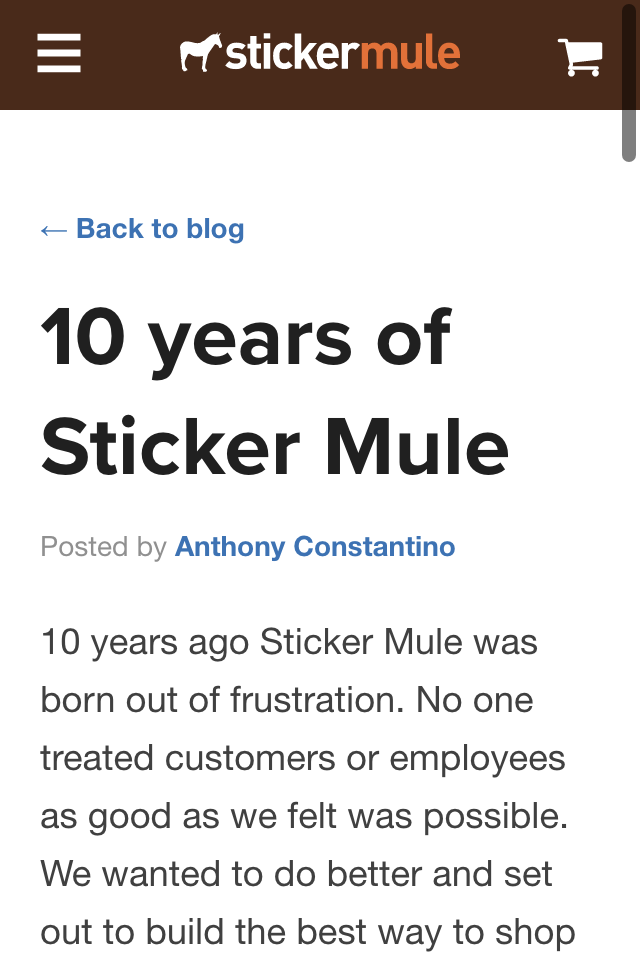 stickermule
← Back to blog
10 years of
Sticker Mule
Posted by Anthony Constantino
10 years ago Sticker Mule was
born out of frustration. No one
treated customers or employees
as good as we felt was possible.
We wanted to do better and set
out to build the best way to shop